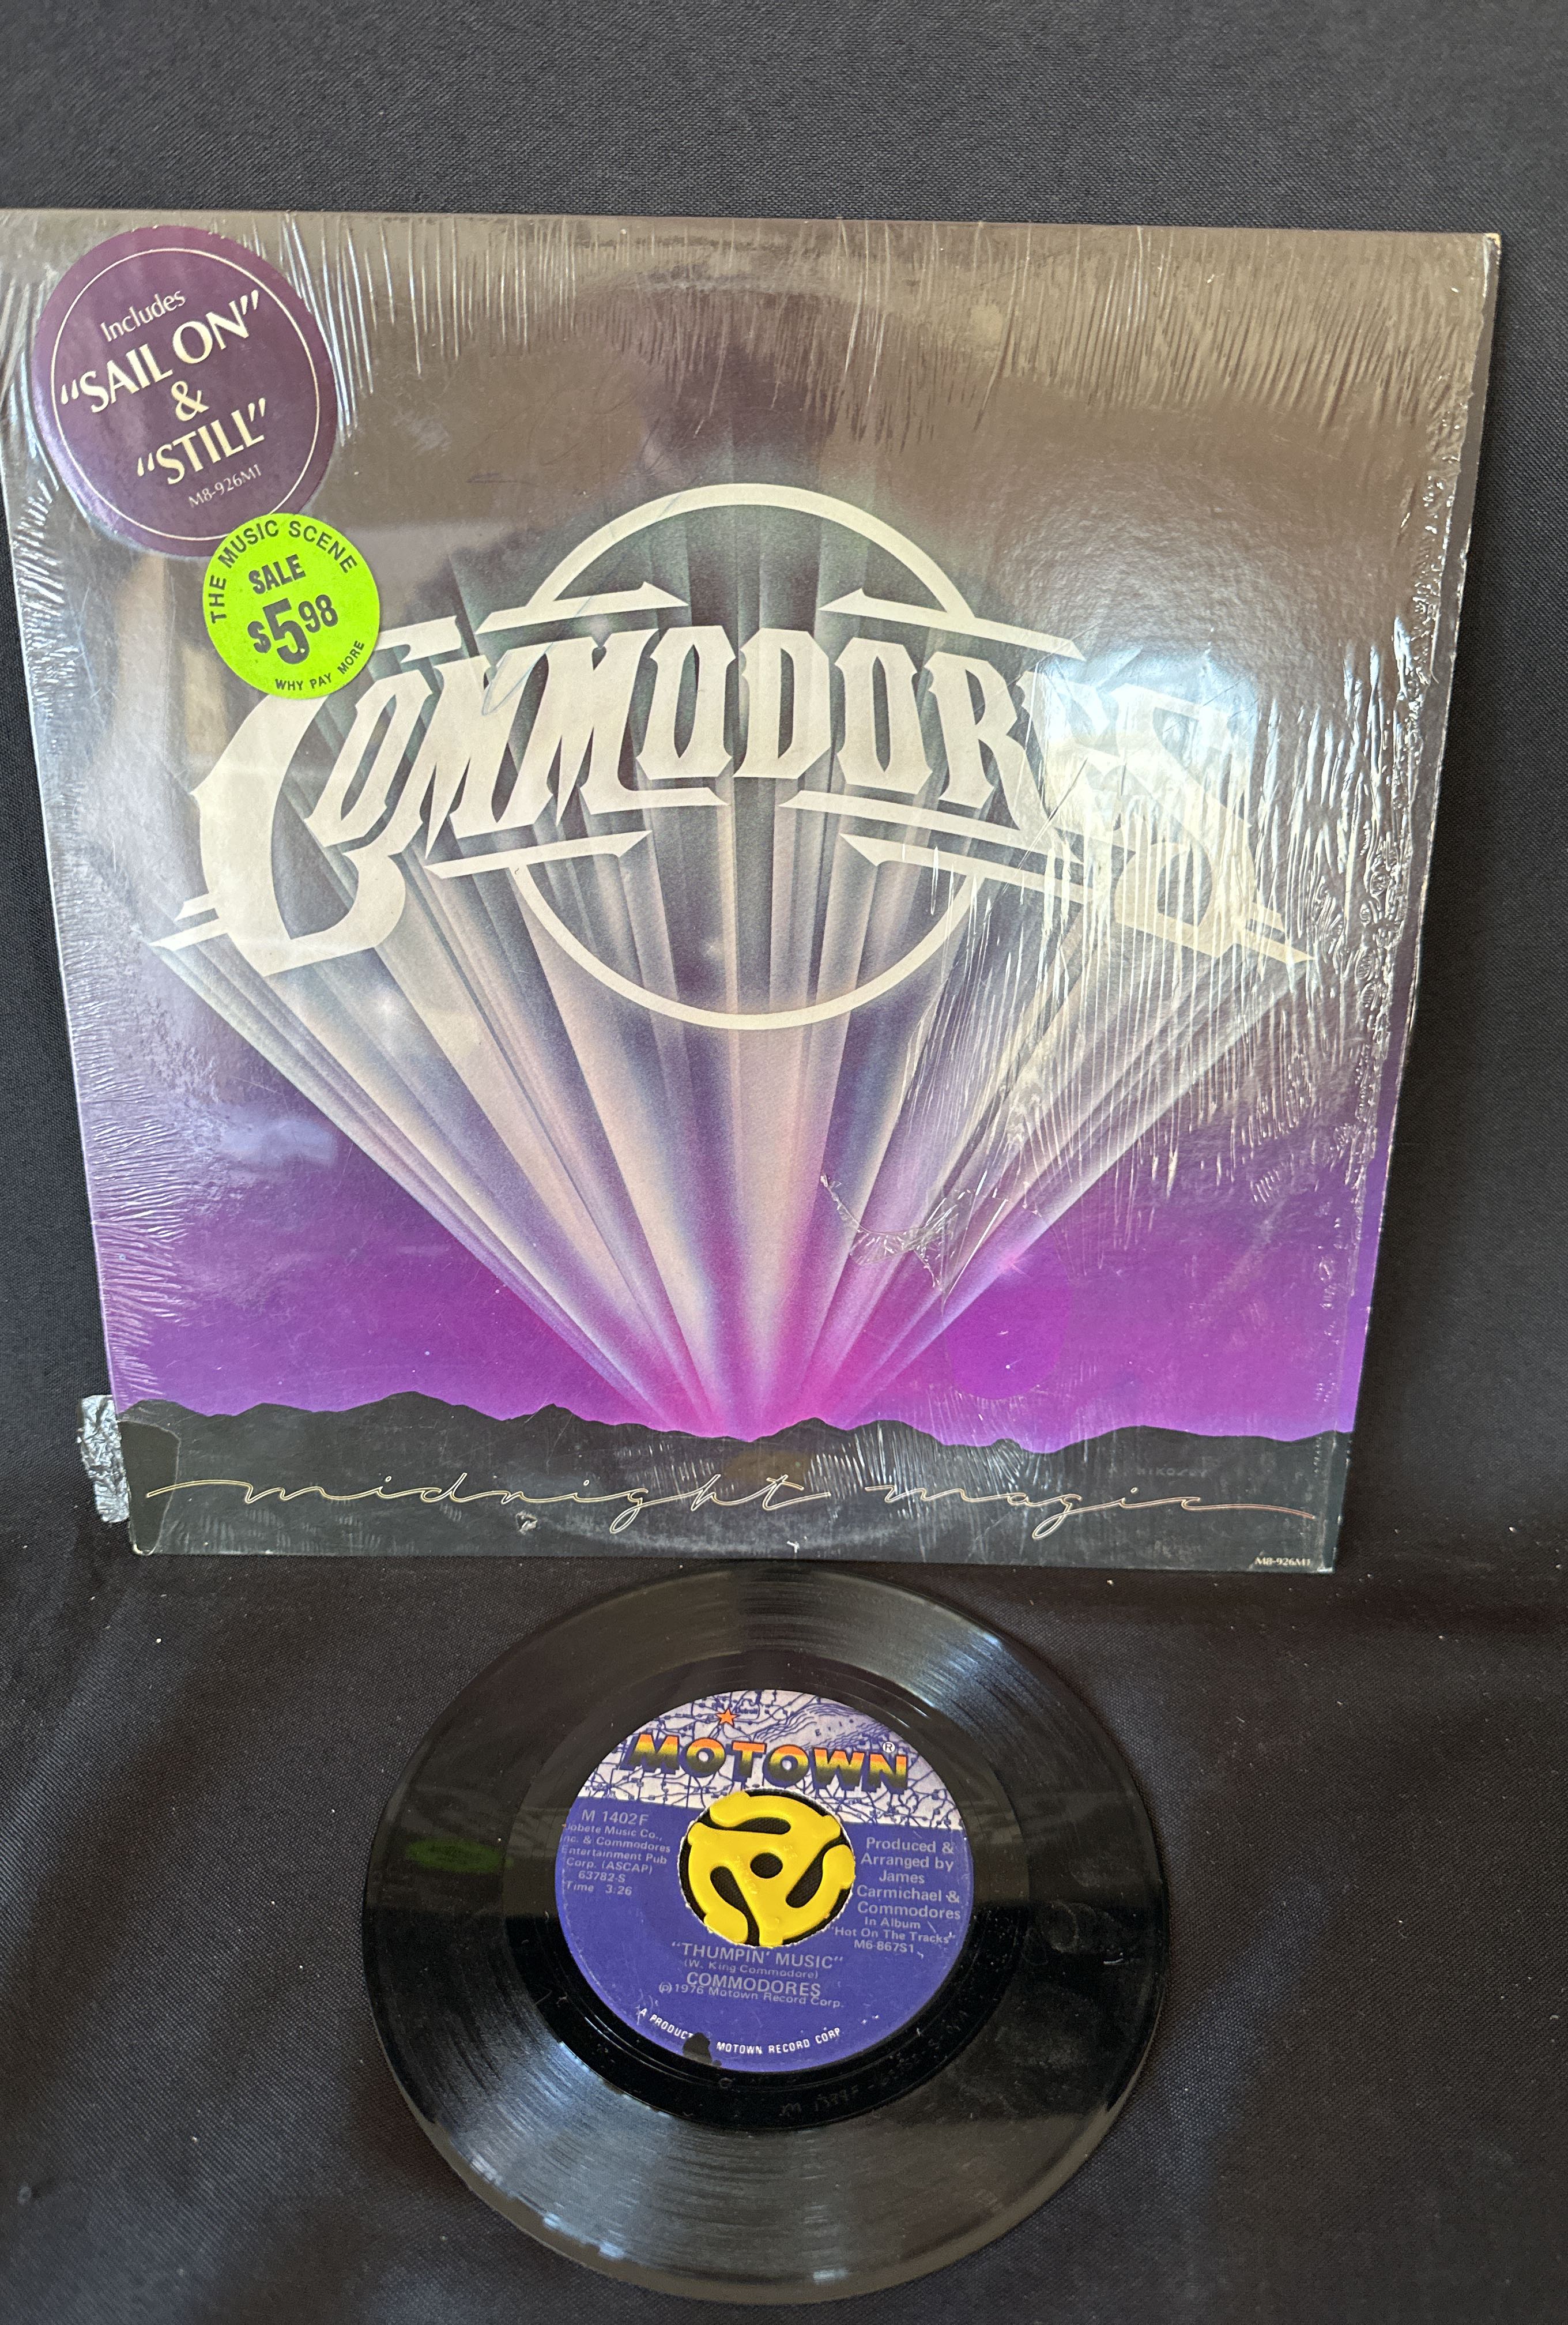 Includes
"SAIL ON"
&
"STILL"
M8-926M1
THE MUSIC SCENE
SALE
$5.98
WHY PAY MORE
COMMODORES
midnight magic
M8-926M1
MOTOWN®
M 1402F
obete Music Co.,
nc. & Commodores
Entertainment Pub
Corp. (ASCAP)
63782-S
Time 3:26
Produced &
Arranged by
James
Carmichael &
Commodores
In Album
"Hot On The Tracks"
M6-867S1
"THUMPIN' MUSIC"
(W. King Commodore)
COMMODORES
℗1976 Motown Record Corp.
A PRODUCT MOTOWN RECORD CORP